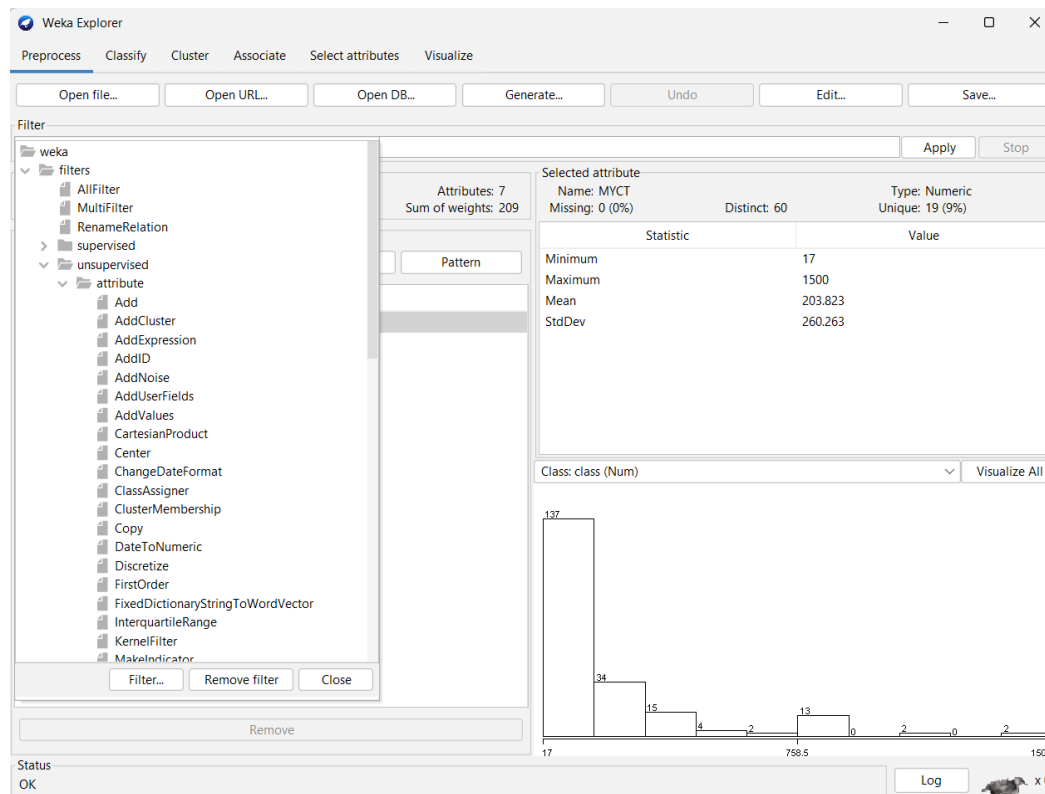 Weka Explorer
Preprocess Classify Cluster Associate Select attributes Visualize
Open file... Open URL... Open DB... Generate... Undo Edit... Save...
Filter
Apply Stop
weka
filters
AllFilter
MultiFilter
RenameRelation
supervised
unsupervised
attribute
Add
AddCluster
AddExpression
AddID
AddNoise
AddUserFields
AddValues
CartesianProduct
Center
ChangeDateFormat
ClassAssigner
ClusterMembership
Copy
DateToNumeric
Discretize
FirstOrder
FixedDictionaryStringToWordVector
InterquartileRange
KernelFilter
MakeIndicator
Filter... Remove filter Close
Attributes: 7
Sum of weights: 209
Pattern
Remove
Selected attribute
Name: MYCT Type: Numeric
Missing: 0 (0%) Distinct: 60 Unique: 19 (9%)
Statistic Value
Minimum 17
Maximum 1500
Mean 203.823
StdDev 260.263
Class: class (Num) Visualize All
137
34
15
4
2
13
0
2
0
2
17 758.5 150
Status
OK
Log x